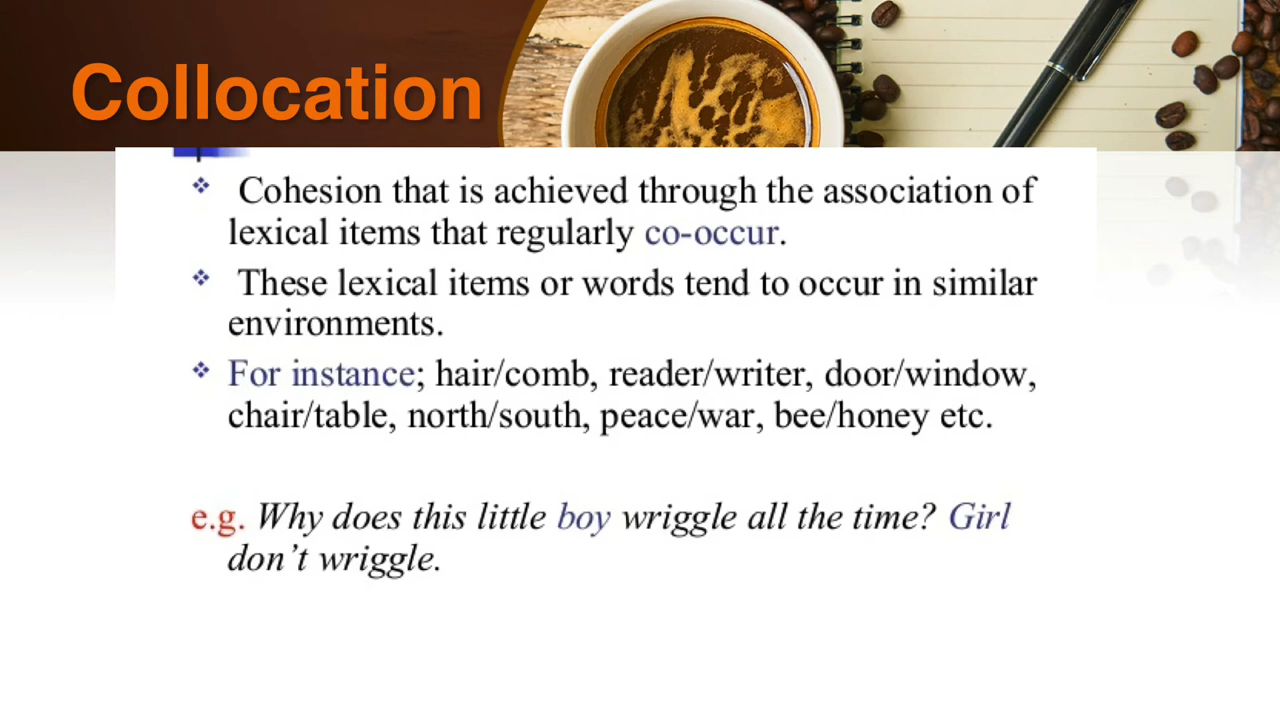 Collocation
❖ Cohesion that is achieved through the association of
lexical items that regularly co-occur.
❖ These lexical items or words tend to occur in similar
environments.
❖ For instance; hair/comb, reader/writer, door/window,
chair/table, north/south, peace/war, bee/honey etc.
e.g. Why does this little boy wriggle all the time? Girl
don’t wriggle.